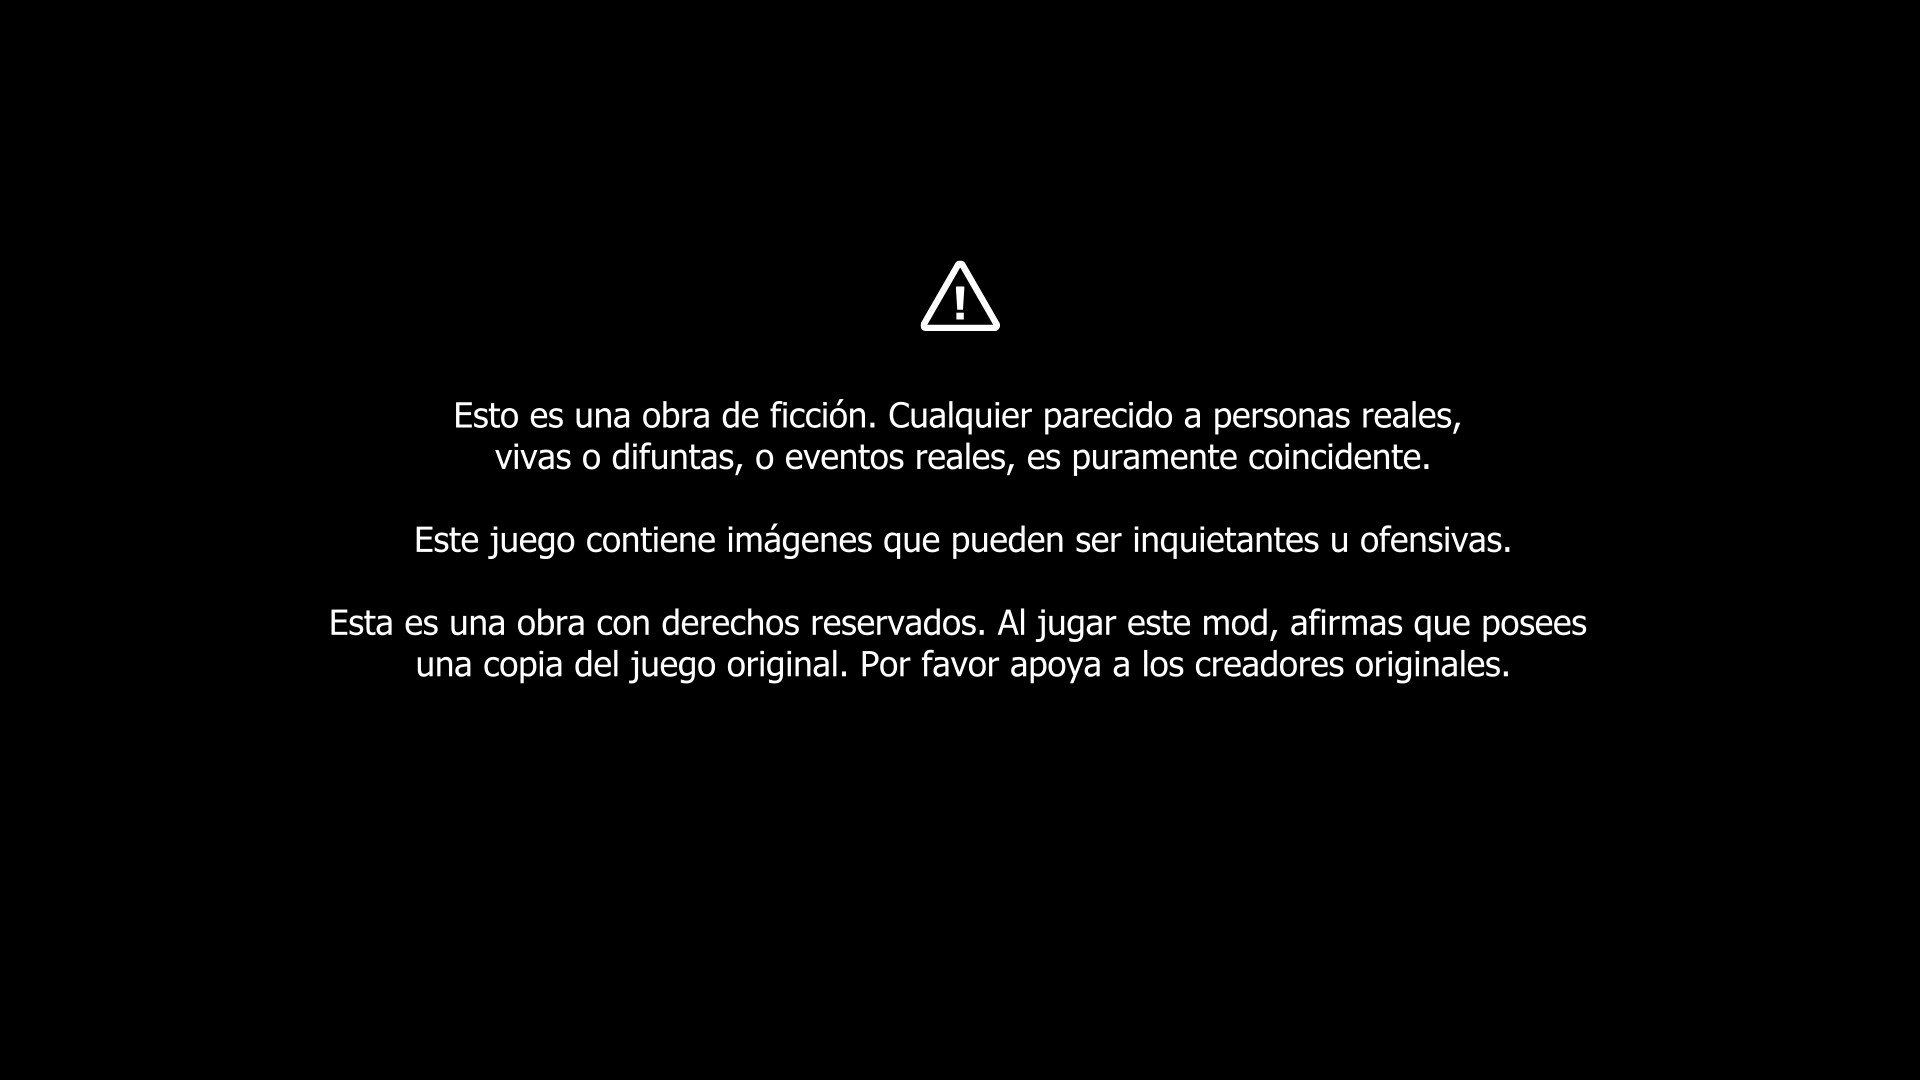 Esto es una obra de ficción. Cualquier parecido a personas reales,
vivas o difuntas, o eventos reales, es puramente coincidente.
Este juego contiene imágenes que pueden ser inquietantes u ofensivas.
Esta es una obra con derechos reservados. Al jugar este mod, afirmas que posees
una copia del juego original. Por favor apoya a los creadores originales.